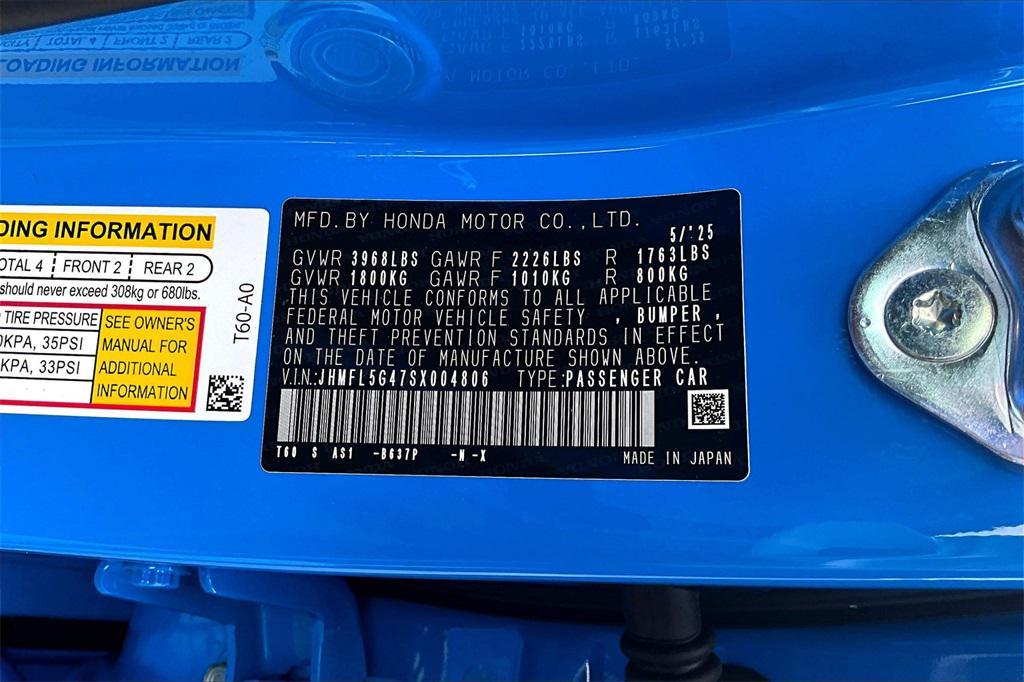 DING INFORMATION
OTAL 4 FRONT 2 REAR 2
should never exceed 308kg or 680lbs.
TIRE PRESSURE
KPA, 35PSI
KPA, 33PSI
SEE OWNER'S
MANUAL FOR
ADDITIONAL
INFORMATION
T60-A0
MFD.BY HONDA MOTOR CO.,LTD.
5/'25
GVWR 3968LBS GAWR F 2226LBS R 1763LBS
GVWR 1800KG GAWR F 1010KG R 800KG
THIS VEHICLE CONFORMS TO ALL APPLICABLE
FEDERAL MOTOR VEHICLE SAFETY , BUMPER ,
AND THEFT PREVENTION STANDARDS IN EFFECT
ON THE DATE OF MANUFACTURE SHOWN ABOVE.
V.I.N:JHMFL5G47SX004806 TYPE:PASSENGER CAR
T60 S AS1 -B637P -N-X
MADE IN JAPAN